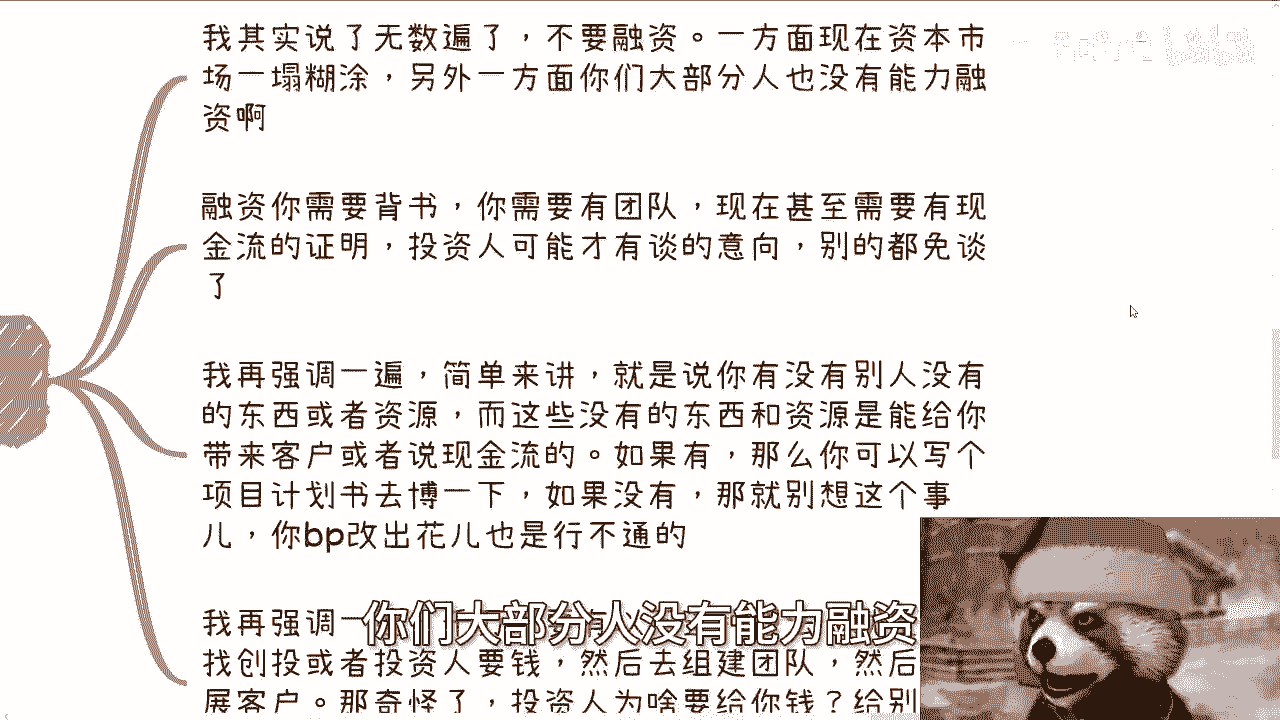 我其实说了无数遍了，不要融资。一方面现在资本市
场一塌糊涂，另外一方面你们大部分人也没有能力融
资啊
融资你需要背书，你需要有团队，现在甚至需要有现
金流的证明，投资人可能才有谈的意向，别的都免谈
了
我再强调一遍，简单来讲，就是说你有没有别人没有
的东西或者资源，而这些没有的东西和资源是能给你
带来客户或者说现金流的。如果有，那么你可以写个
项目计划书去博一下，如果没有，那就别想这个事
儿，你bp改出花儿也是行不通的
我再强调一
你们大部分人没有能力融资
找创投或者投资人要钱，然后去组建团队，然后
展客户。那奇怪了，投资人为啥要给你钱？给别